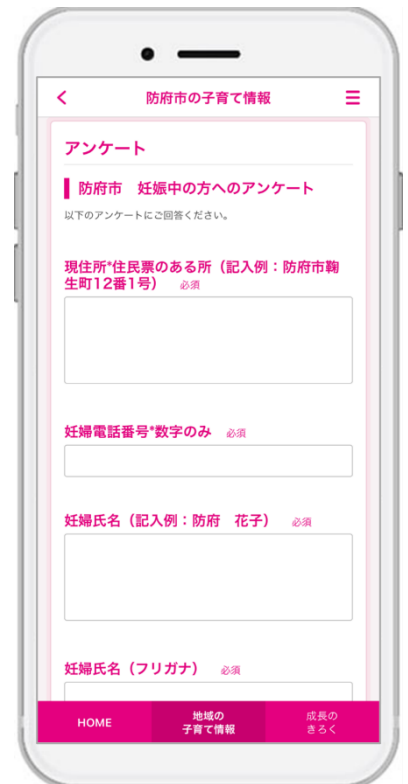 防府市の子育て情報
アンケート
防府市　妊娠中の方へのアンケート
以下のアンケートにご回答ください。
現住所*住民票のある所（記入例：防府市鞠
生町12番1号）　必須
妊婦電話番号*数字のみ　必須
妊婦氏名（記入例：防府　花子）　必須
妊婦氏名（フリガナ）　必須
HOME
地域の
子育て情報
成長の
きろく